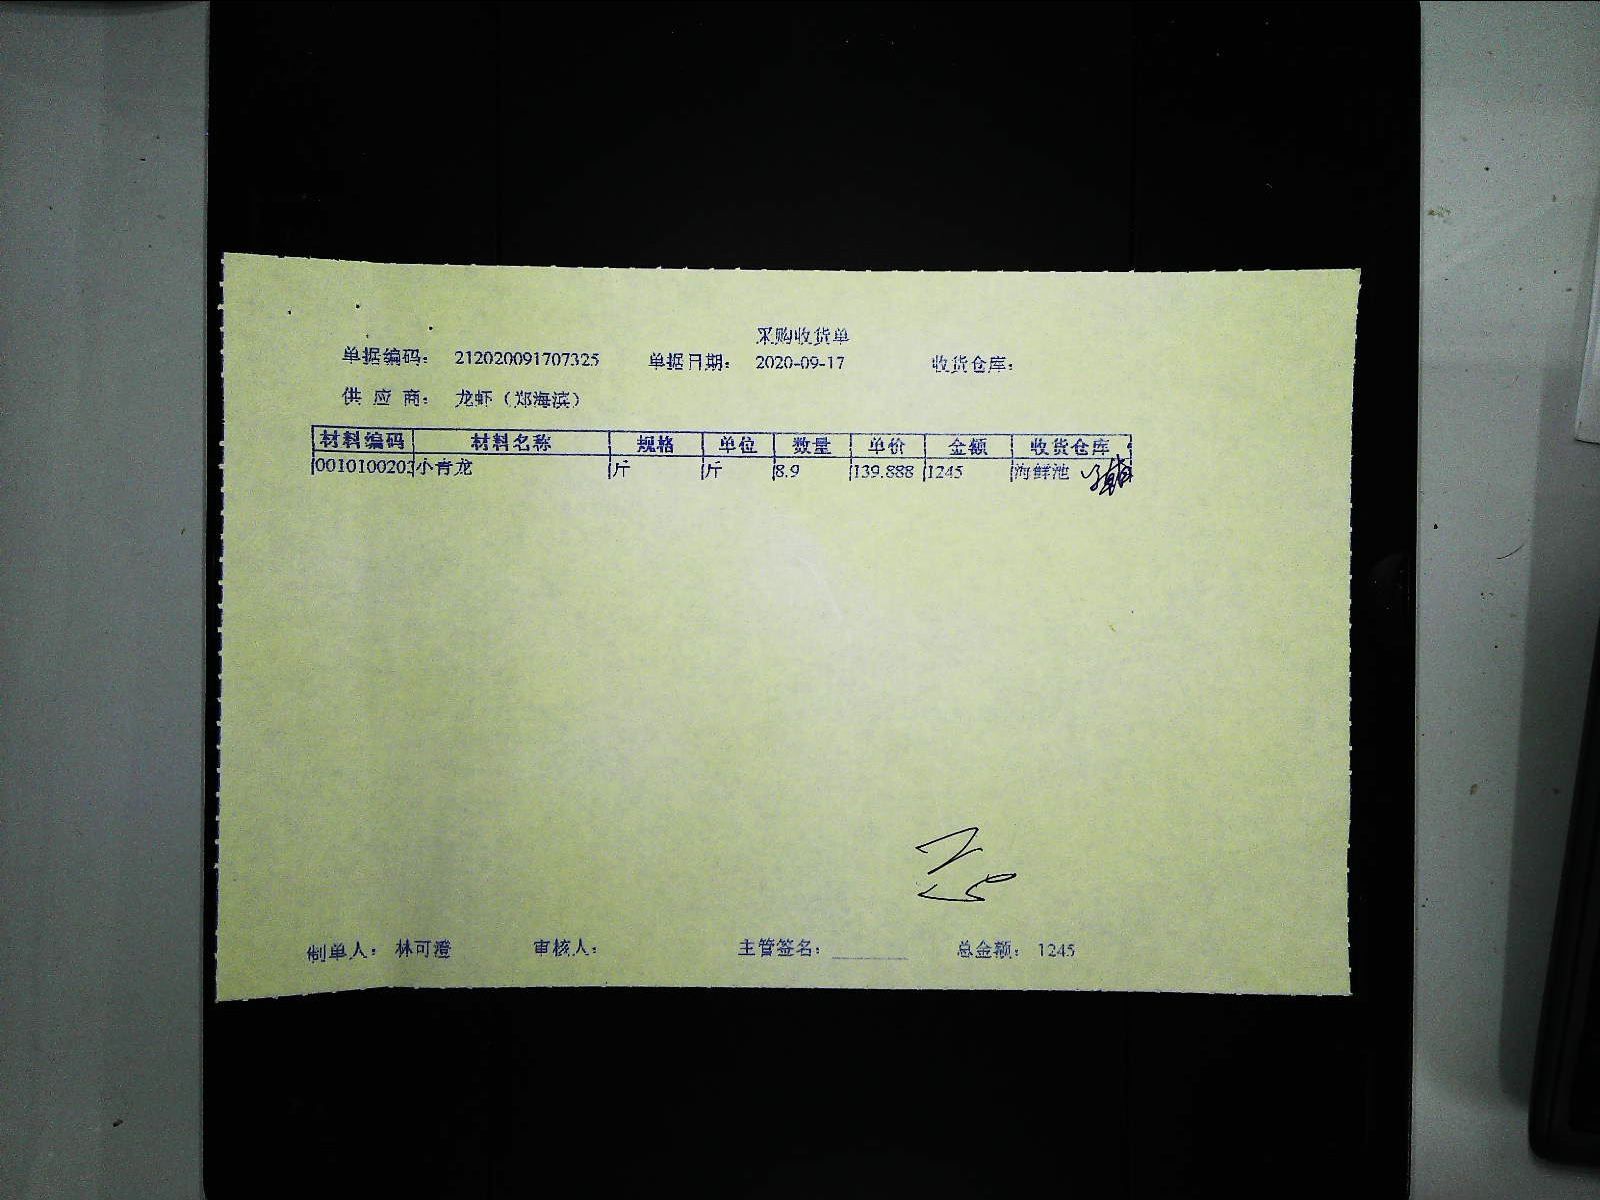 采购收货单
单据编码： 212020091707325 单据日期： 2020-09-17 收货仓库：
供 应 商： 龙虾（郑海滨）
材料编码 材料名称 规格 单位 数量 单价 金额 收货仓库
0010100202 小青龙 斤 斤 8.9 139.888 1245 海鲜池
制单人： 林可澄 审核人： 主管签名： 总金额： 1245